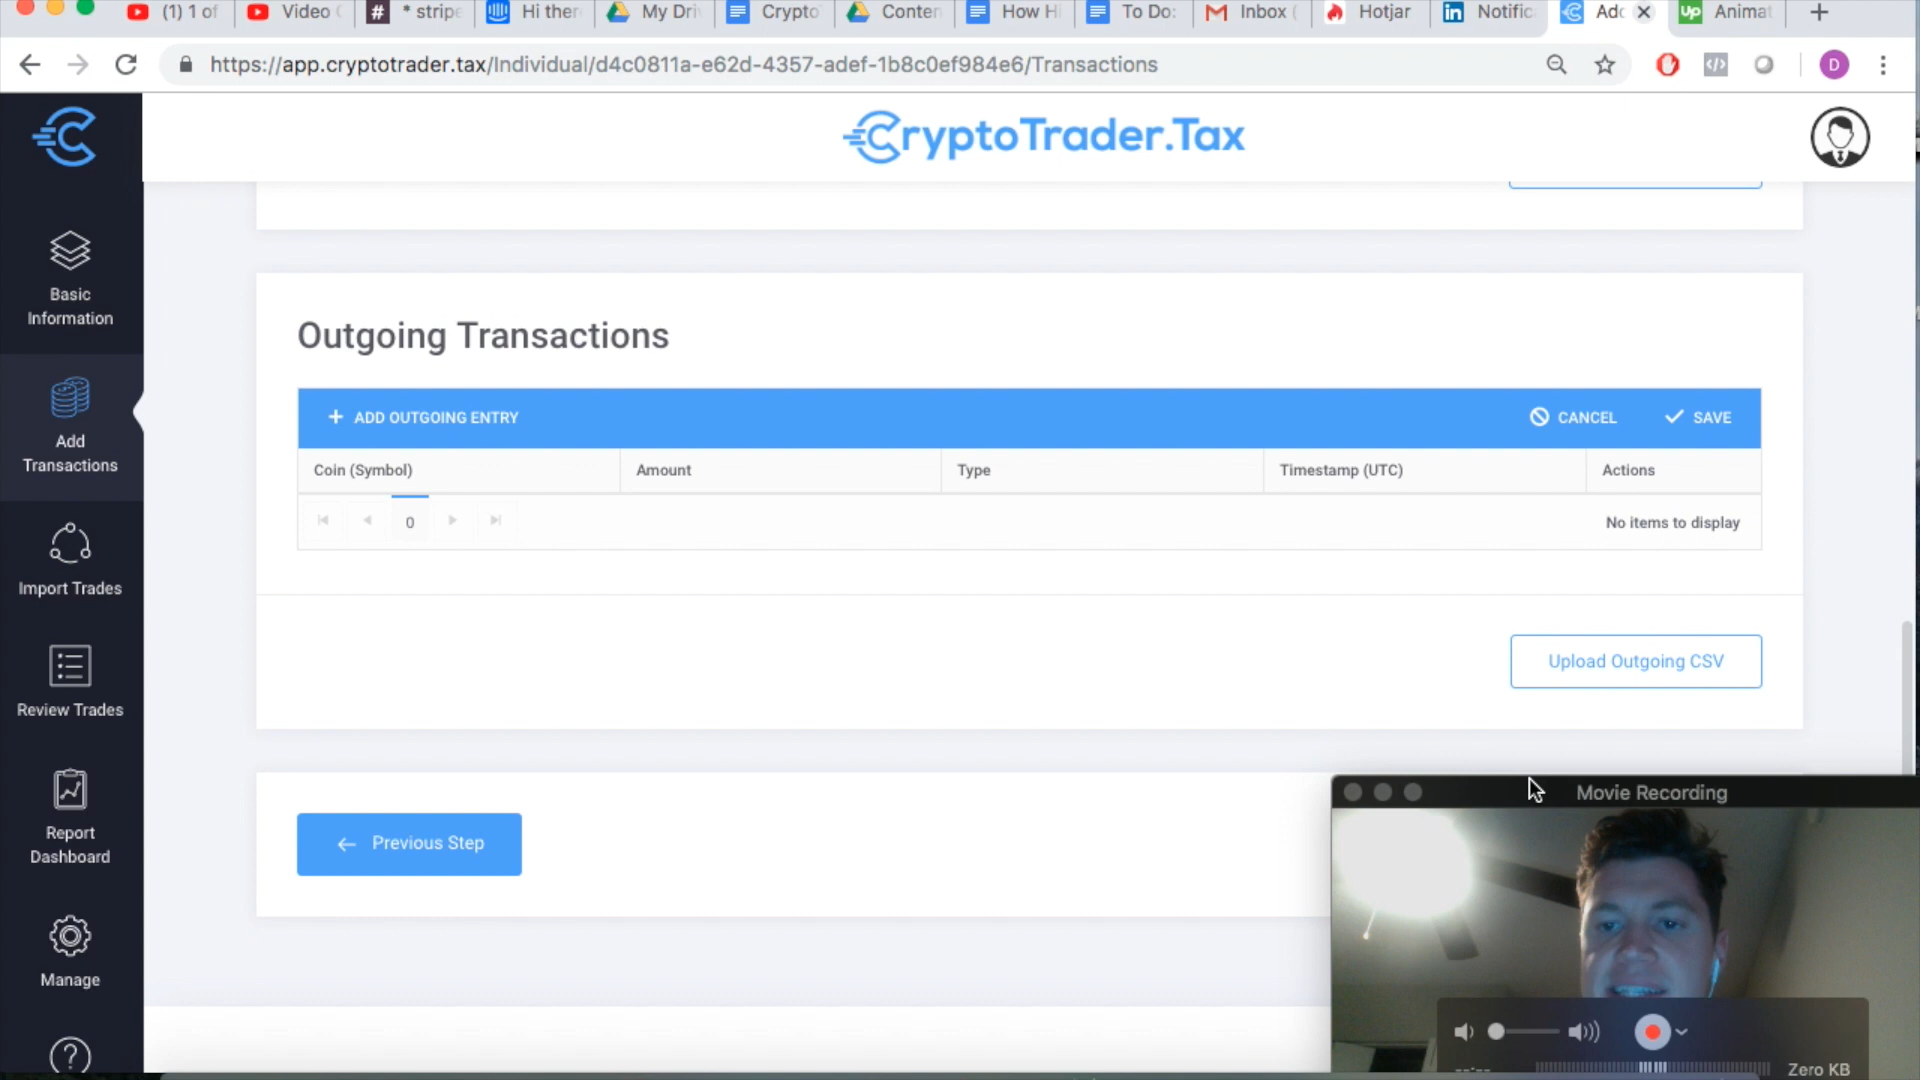 (1) 1 of
Video
* stripe
Hi ther
My Dri
Crypto
Conten
How Hi
To Do:
Inbox (
Hotjar
Notific
Add
Animat
https://app.cryptotrader.tax/Individual/d4c0811a-e62d-4357-adef-1b8c0ef984e6/Transactions
D
CryptoTrader.Tax
Basic
Information
Add
Transactions
Import Trades
Review Trades
Report
Dashboard
Manage
Outgoing Transactions
+ ADD OUTGOING ENTRY
CANCEL
SAVE
Coin (Symbol)
Amount
Type
Timestamp (UTC)
Actions
0
No items to display
Upload Outgoing CSV
← Previous Step
Movie Recording
--:--
Zero KB